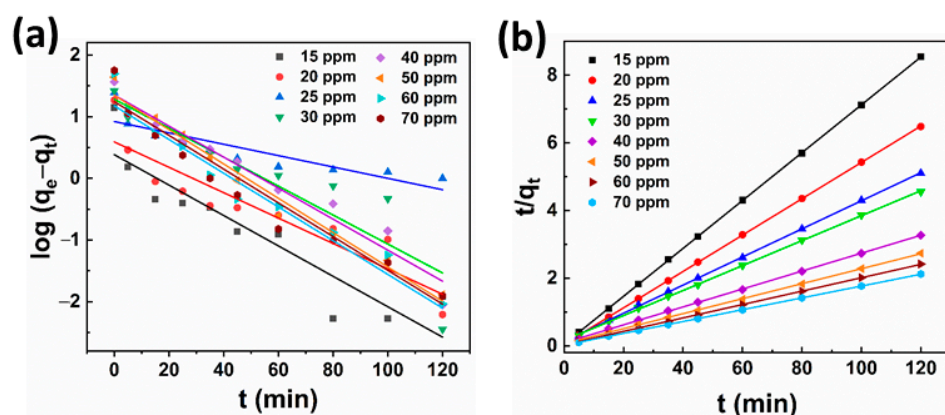 (a)
log (qₑ−qₜ)
2
1
0
−1
−2
15 ppm
20 ppm
25 ppm
30 ppm
40 ppm
50 ppm
60 ppm
70 ppm
0 20 40 60 80 100 120
t (min)
(b)
t/qₜ
8
6
4
2
0
15 ppm
20 ppm
25 ppm
30 ppm
40 ppm
50 ppm
60 ppm
70 ppm
0 20 40 60 80 100 120
t (min)